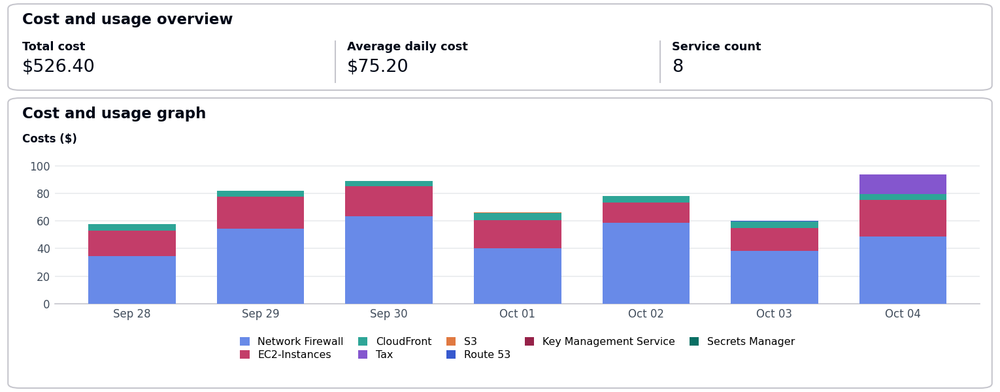 Cost and usage overview
Total cost
$526.40
Average daily cost
$75.20
Service count
8
Cost and usage graph
Costs ($)
100
80
60
40
20
0
Sep 28
Sep 29
Sep 30
Oct 01
Oct 02
Oct 03
Oct 04
Network Firewall
EC2-Instances
CloudFront
Tax
S3
Route 53
Key Management Service
Secrets Manager